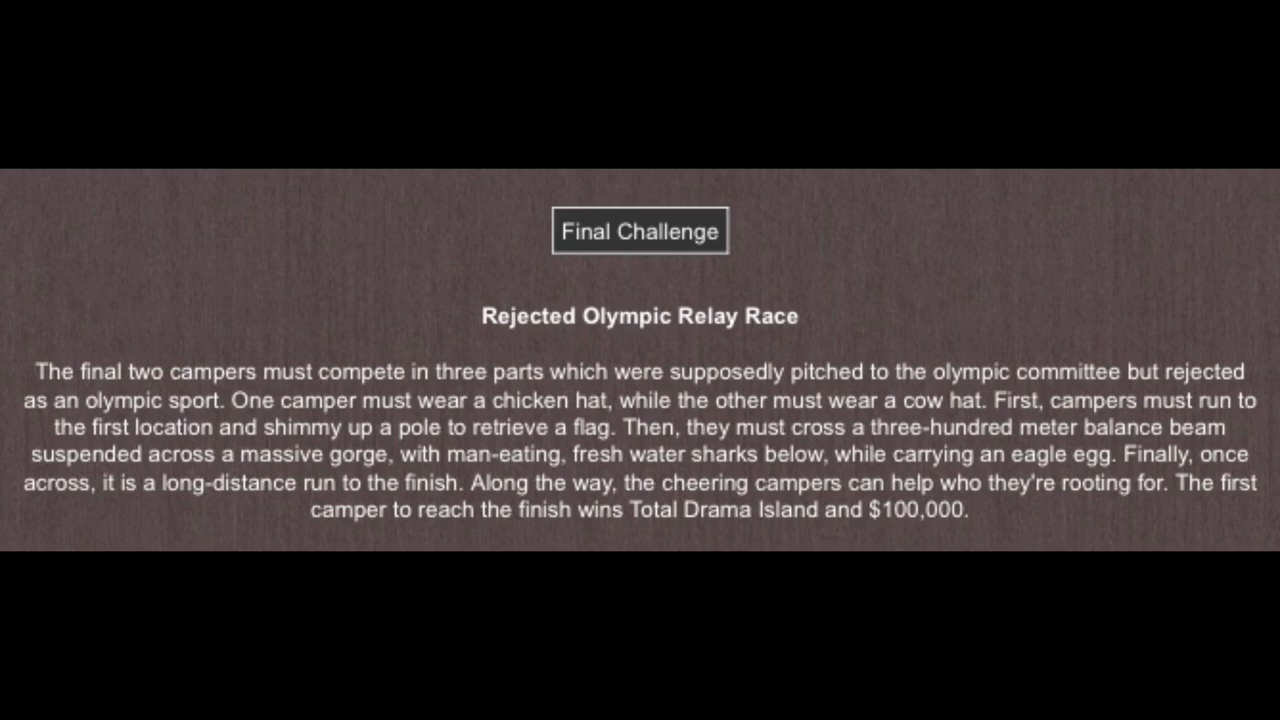 Final Challenge
Rejected Olympic Relay Race
The final two campers must compete in three parts which were supposedly pitched to the olympic committee but rejected
as an olympic sport. One camper must wear a chicken hat, while the other must wear a cow hat. First, campers must run to
the first location and shimmy up a pole to retrieve a flag. Then, they must cross a three-hundred meter balance beam
suspended across a massive gorge, with man-eating, fresh water sharks below, while carrying an eagle egg. Finally, once
across, it is a long-distance run to the finish. Along the way, the cheering campers can help who they're rooting for. The first
camper to reach the finish wins Total Drama Island and $100,000.